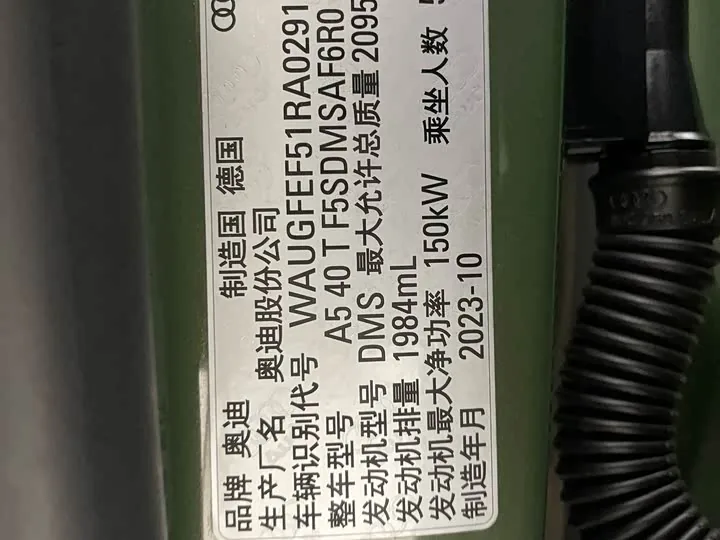 品牌 奥迪 制造国 德国
生产厂名 奥迪股份公司
车辆识别代号 WAUGFEF51RA0291
整车型号 A5 40 T F5SDMSAF6R0
发动机型号 DMS 最大允许总质量 2095
发动机排量 1984mL
发动机最大净功率 150kW 乘坐人数 5
制造年月 2023-10